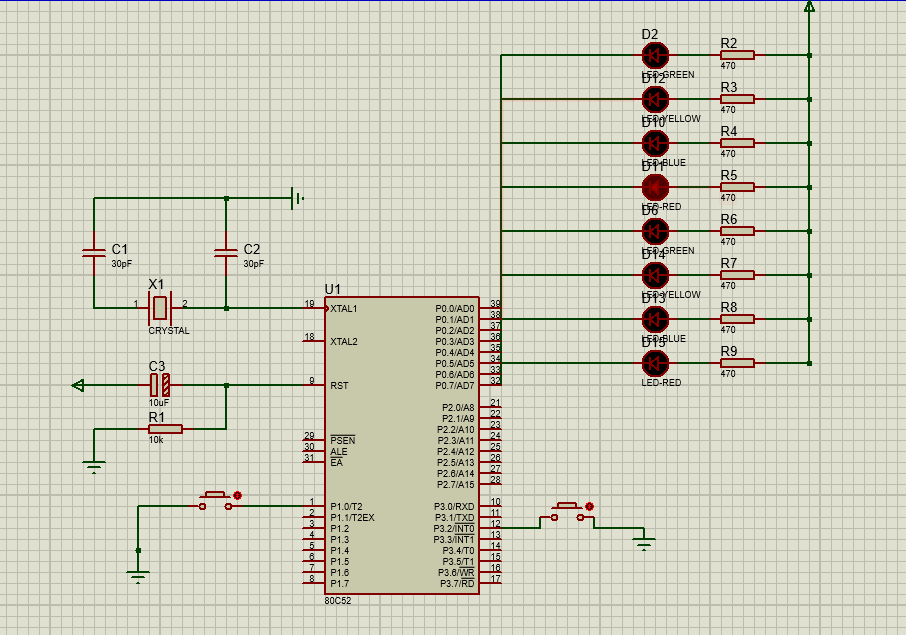 D2
R2
LED-GREEN
470
D12
R3
LED-YELLOW
470
D10
R4
LED-BLUE
470
D11
R5
LED-RED
470
D6
R6
LED-GREEN
470
D14
R7
LED-YELLOW
470
D13
R8
LED-BLUE
470
D15
R9
LED-RED
470
C1
30pF
C2
30pF
X1
1 2
CRYSTAL
C3
10uF
R1
10k
U1
19 XTAL1
18 XTAL2
9 RST
29 PSEN
30 ALE
31 EA
1 P1.0/T2
2 P1.1/T2EX
3 P1.2
4 P1.3
5 P1.4
6 P1.5
7 P1.6
8 P1.7
P0.0/AD0 39
P0.1/AD1 38
P0.2/AD2 37
P0.3/AD3 36
P0.4/AD4 35
P0.5/AD5 34
P0.6/AD6 33
P0.7/AD7 32
P2.0/A8 21
P2.1/A9 22
P2.2/A10 23
P2.3/A11 24
P2.4/A12 25
P2.5/A13 26
P2.6/A14 27
P2.7/A15 28
P3.0/RXD 10
P3.1/TXD 11
P3.2/INT0 12
P3.3/INT1 13
P3.4/T0 14
P3.5/T1 15
P3.6/WR 16
P3.7/RD 17
80C52